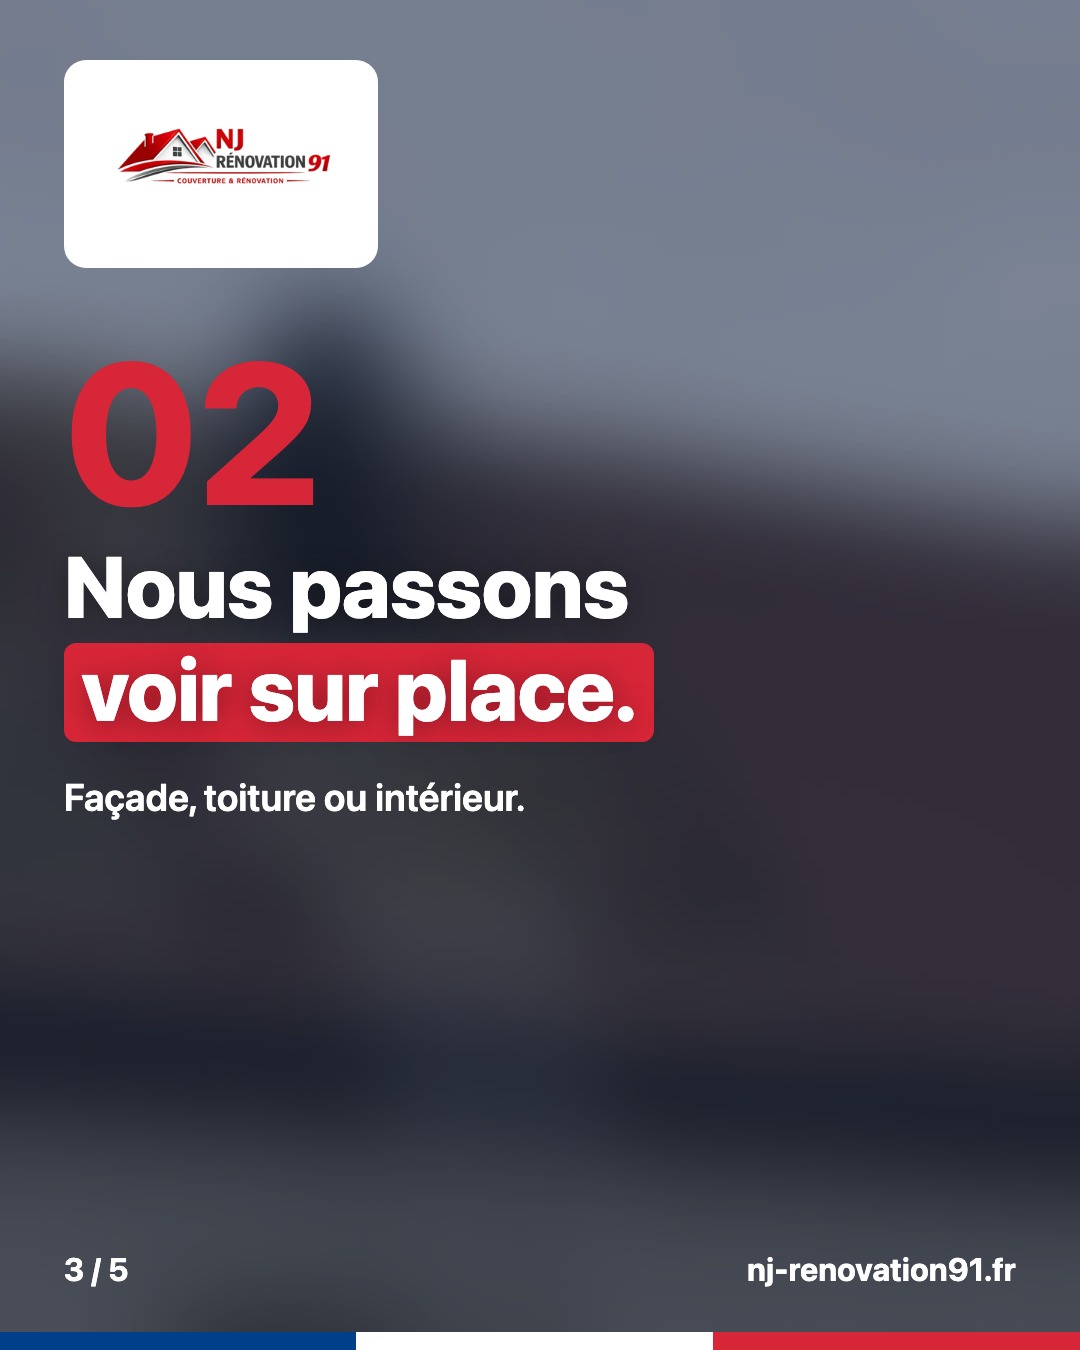 NJ
RÉNOVATION 91
COUVERTURE & RÉNOVATION
02
Nous passons
voir sur place.
Façade, toiture ou intérieur.
3 / 5
nj-renovation91.fr